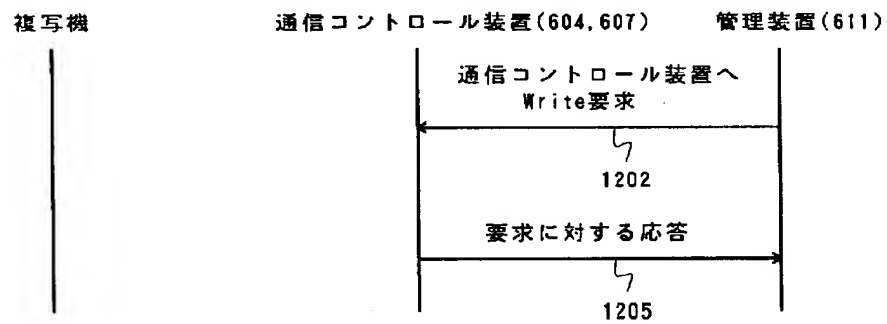 複写機 通信コントロール装置(604,607) 管理装置(611)
通信コントロール装置へ
Write要求
1202
要求に対する応答
1205